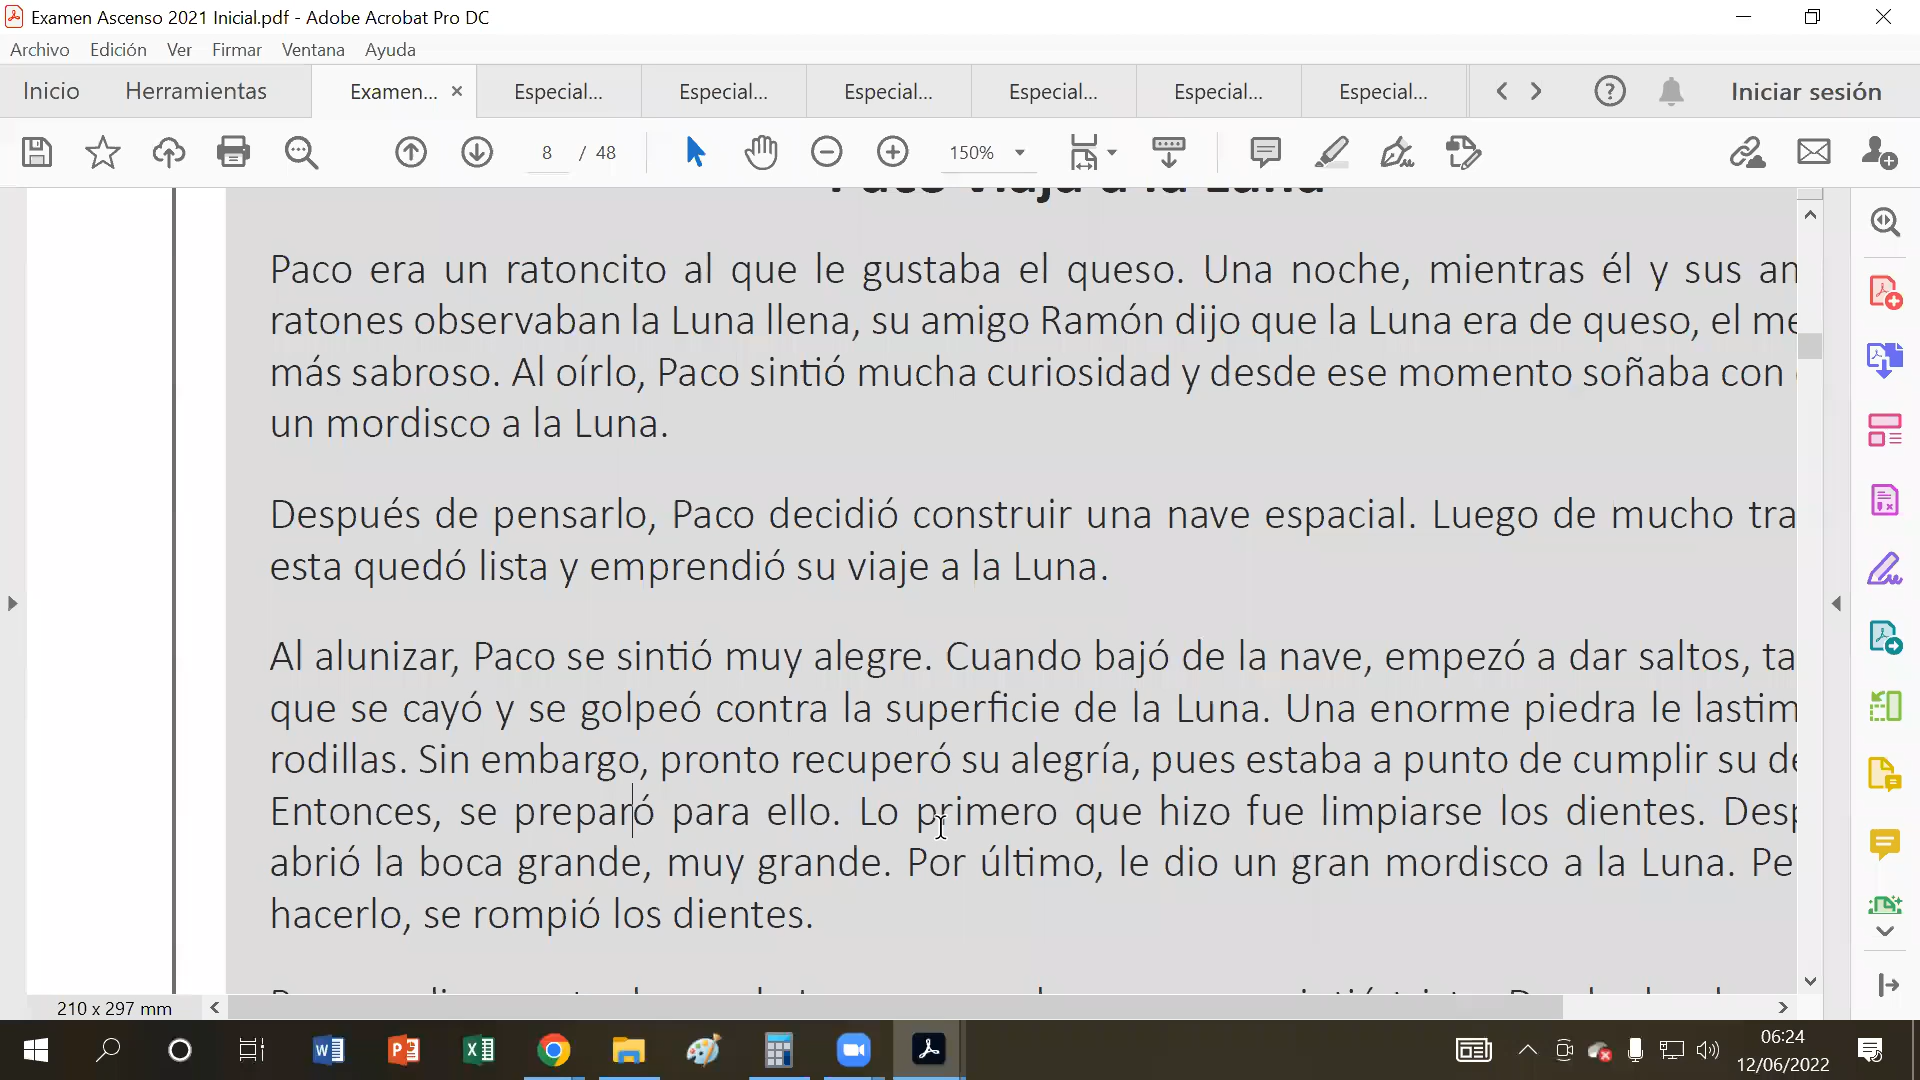 Examen Ascenso 2021 Inicial.pdf - Adobe Acrobat Pro DC
Archivo Edición Ver Firmar Ventana Ayuda
Inicio Herramientas Examen... × Especial... Especial... Especial... Especial... Especial... Especial... Iniciar sesión
8 / 48 150%
Paco viaja a la Luna
Paco era un ratoncito al que le gustaba el queso. Una noche, mientras él y sus
ratones observaban la Luna llena, su amigo Ramón dijo que la Luna era de queso, el
más sabroso. Al oírlo, Paco sintió mucha curiosidad y desde ese momento soñaba con
un mordisco a la Luna.
Después de pensarlo, Paco decidió construir una nave espacial. Luego de mucho tra
esta quedó lista y emprendió su viaje a la Luna.
Al alunizar, Paco se sintió muy alegre. Cuando bajó de la nave, empezó a dar saltos, ta
que se cayó y se golpeó contra la superficie de la Luna. Una enorme piedra le lastim
rodillas. Sin embargo, pronto recuperó su alegría, pues estaba a punto de cumplir su
Entonces, se preparó para ello. Lo primero que hizo fue limpiarse los dientes. Desp
abrió la boca grande, muy grande. Por último, le dio un gran mordisco a la Luna. Pe
hacerlo, se rompió los dientes.
210 x 297 mm
06:24
12/06/2022